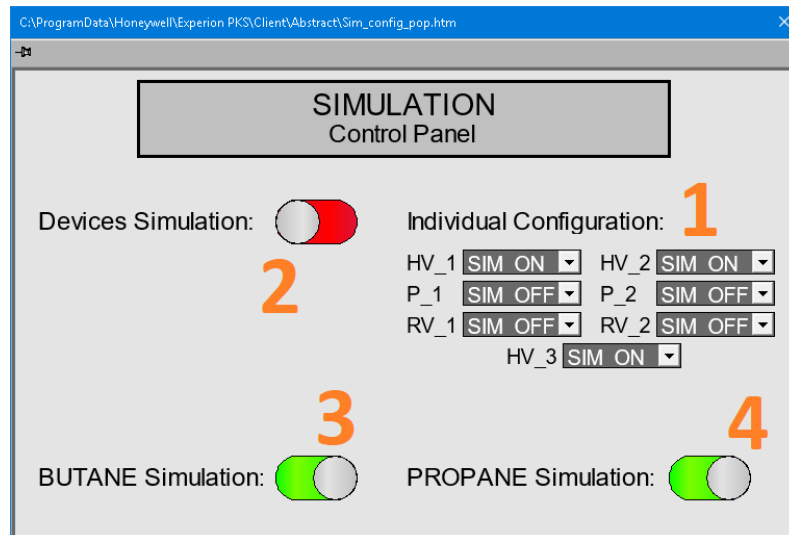 C:\ProgramData\Honeywell\Experion PKS\Client\Abstract\Sim_config_pop.htm
SIMULATION
Control Panel
Devices Simulation:
2
Individual Configuration:
1
HV_1 SIM ON HV_2 SIM ON
P_1 SIM OFF P_2 SIM OFF
RV_1 SIM OFF RV_2 SIM OFF
HV_3 SIM ON
3
BUTANE Simulation:
4
PROPANE Simulation: